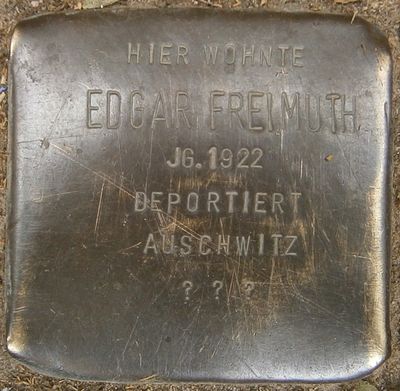 HIER WOHNTE
EDGAR FREIMUTH
JG. 1922
DEPORTIERT
AUSCHWITZ
? ? ?